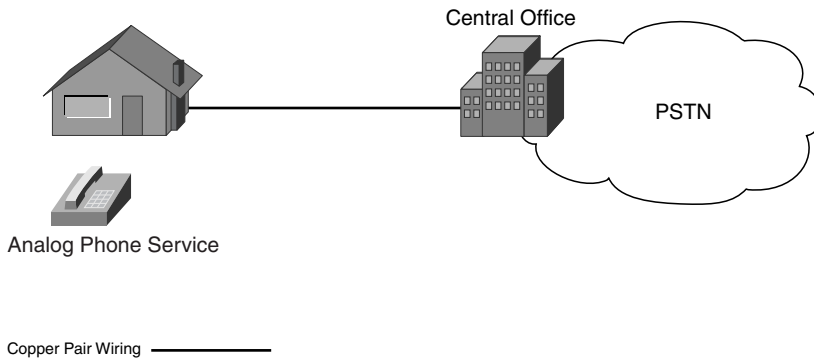 Central Office
PSTN
Analog Phone Service
Copper Pair Wiring